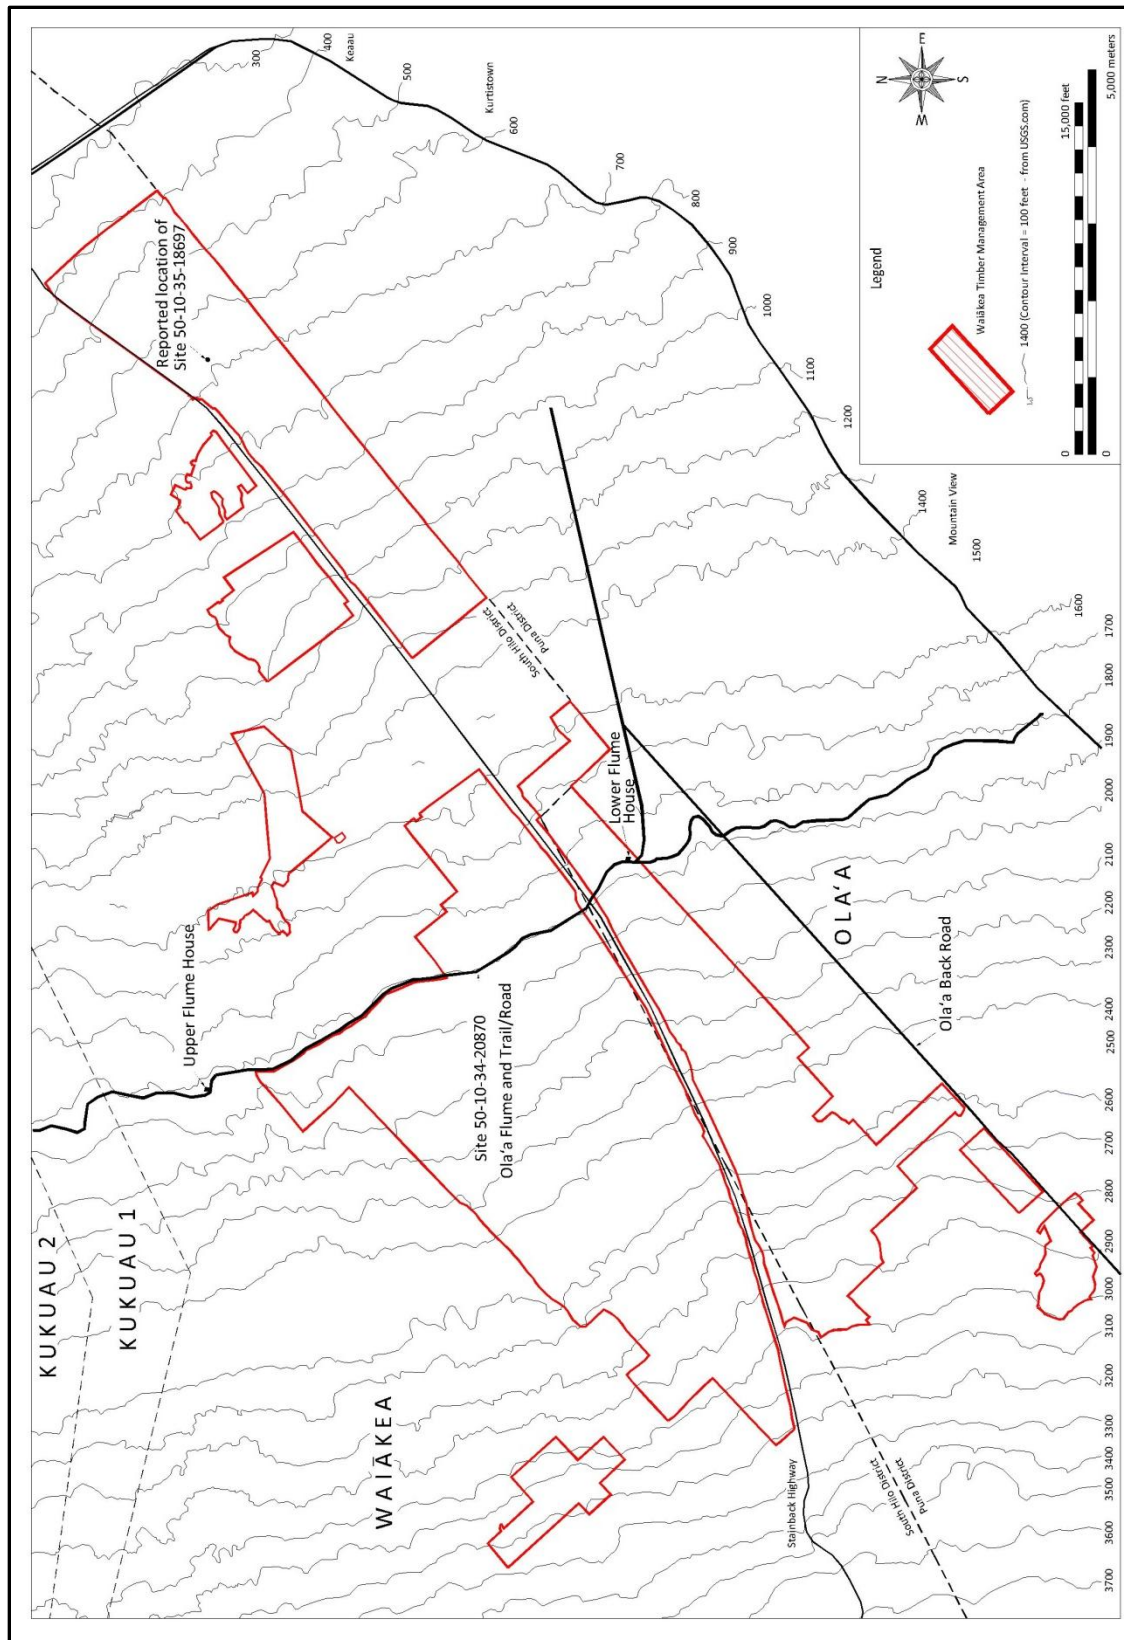 KUKUAU 2
KUKUAU 1
WAIĀKEA
OLAʻA
Upper Flume House
Lower Flume
House
Site 50-10-34-20870
Olaʻa Flume and Trail/Road
Reported location of
Site 50-10-35-18697
Stainback Highway
South Hilo District
Puna District
South Hilo District
Puna District
Olaʻa Back Road
Keaau
Kurtistown
Mountain View
300
400
500
600
700
800
900
1000
1100
1200
1400
1500
1600
1700
1800
1900
2000
2100
2200
2300
2400
2500
2600
2700
2800
2900
3000
3100
3200
3300
3400
3500
3600
3700
Legend
Waiākea Timber Management Area
1400 (Contour Interval = 100 feet - from USGS.com)
N
E
S
W
0
15,000 feet
0
5,000 meters